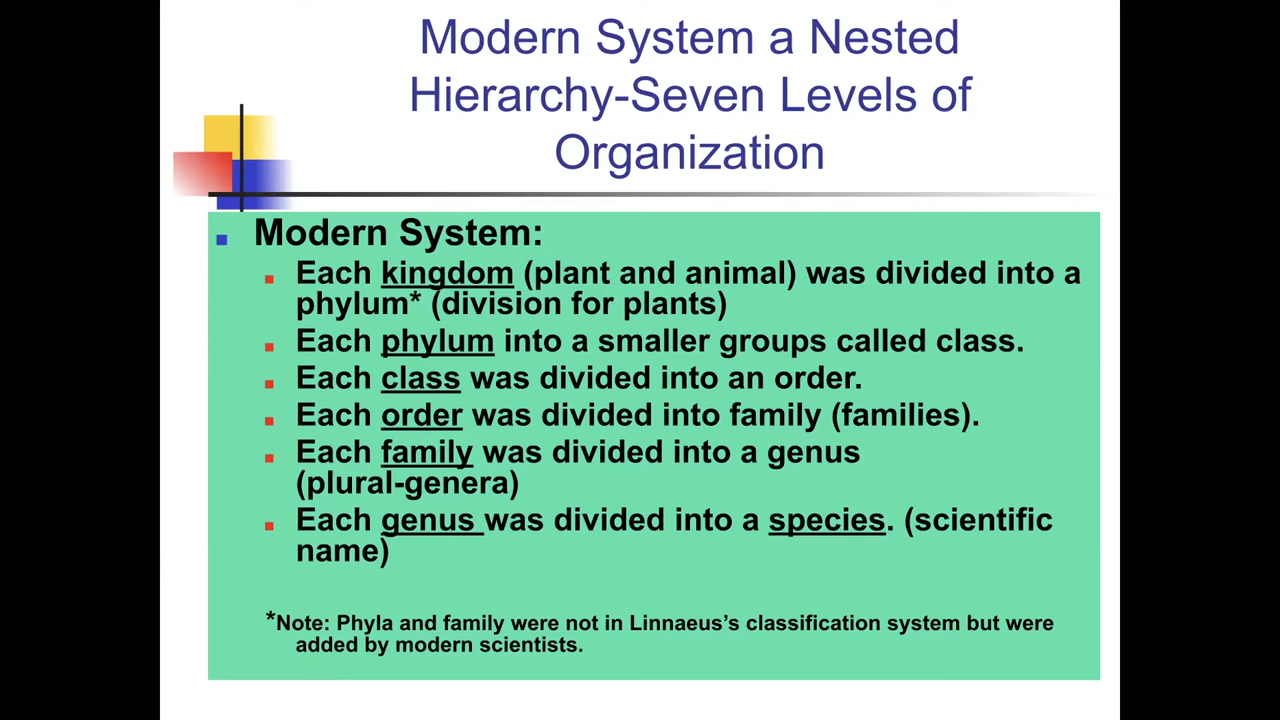 Modern System a Nested
Hierarchy-Seven Levels of
Organization
Modern System:
Each kingdom (plant and animal) was divided into a
phylum* (division for plants)
Each phylum into a smaller groups called class.
Each class was divided into an order.
Each order was divided into family (families).
Each family was divided into a genus
(plural-genera)
Each genus was divided into a species. (scientific
name)
*Note: Phyla and family were not in Linnaeus's classification system but were
added by modern scientists.